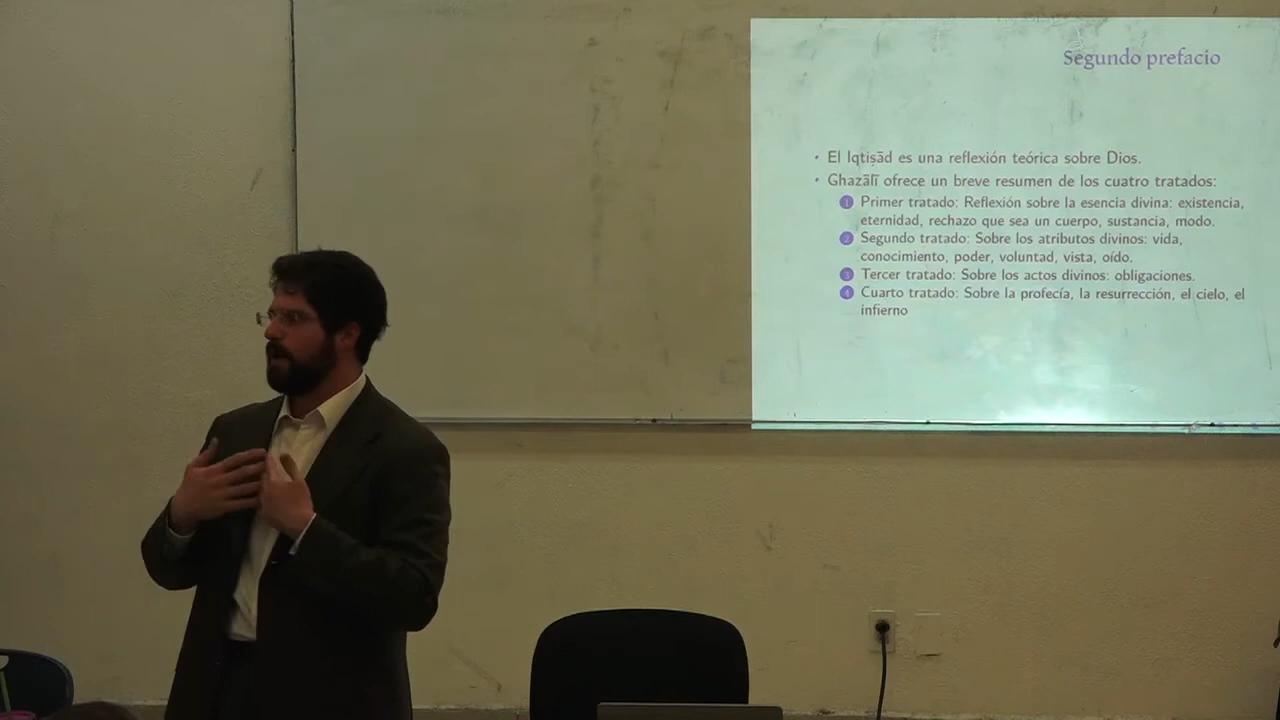 Segundo prefacio
• El Iqtiṣād es una reflexión teórica sobre Dios.
• Ghazālī ofrece un breve resumen de los cuatro tratados:
1 Primer tratado: Reflexión sobre la esencia divina: existencia,
eternidad, rechazo que sea un cuerpo, sustancia, modo.
2 Segundo tratado: Sobre los atributos divinos: vida,
conocimiento, poder, voluntad, vista, oído.
3 Tercer tratado: Sobre los actos divinos: obligaciones.
4 Cuarto tratado: Sobre la profecía, la resurrección, el cielo, el
infierno